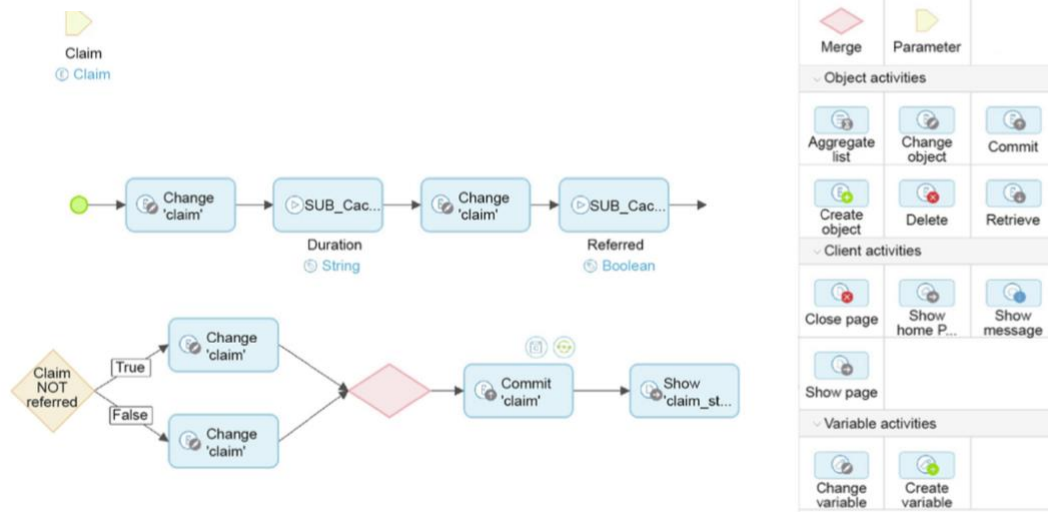 Claim
Claim
Change
'claim'
SUB_Cac...
Duration
String
Change
'claim'
SUB_Cac...
Referred
Boolean
Claim
NOT
referred
True
False
Change
'claim'
Change
'claim'
Commit
'claim'
Show
'claim_st...
Merge
Parameter
Object activities
Aggregate
list
Change
object
Commit
Create
object
Delete
Retrieve
Client activities
Close page
Show
home P...
Show
message
Show page
Variable activities
Change
variable
Create
variable